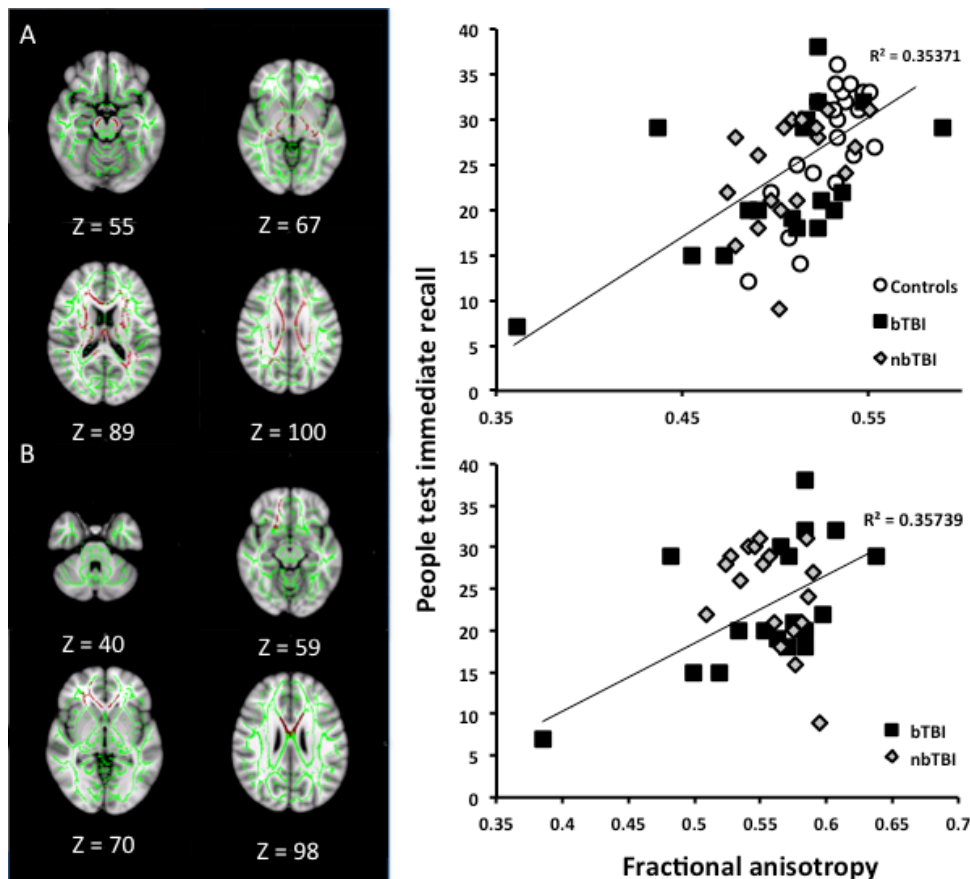 A
Z = 55
Z = 67
Z = 89
Z = 100
B
Z = 40
Z = 59
Z = 70
Z = 98
People test immediate recall
40
35
30
25
20
15
10
5
0
0.35
0.45
0.55
R² = 0.35371
Controls
bTBI
nbTBI
40
35
30
25
20
15
10
5
0
0.35
0.4
0.45
0.5
0.55
0.6
0.65
0.7
R² = 0.35739
bTBI
nbTBI
Fractional anisotropy